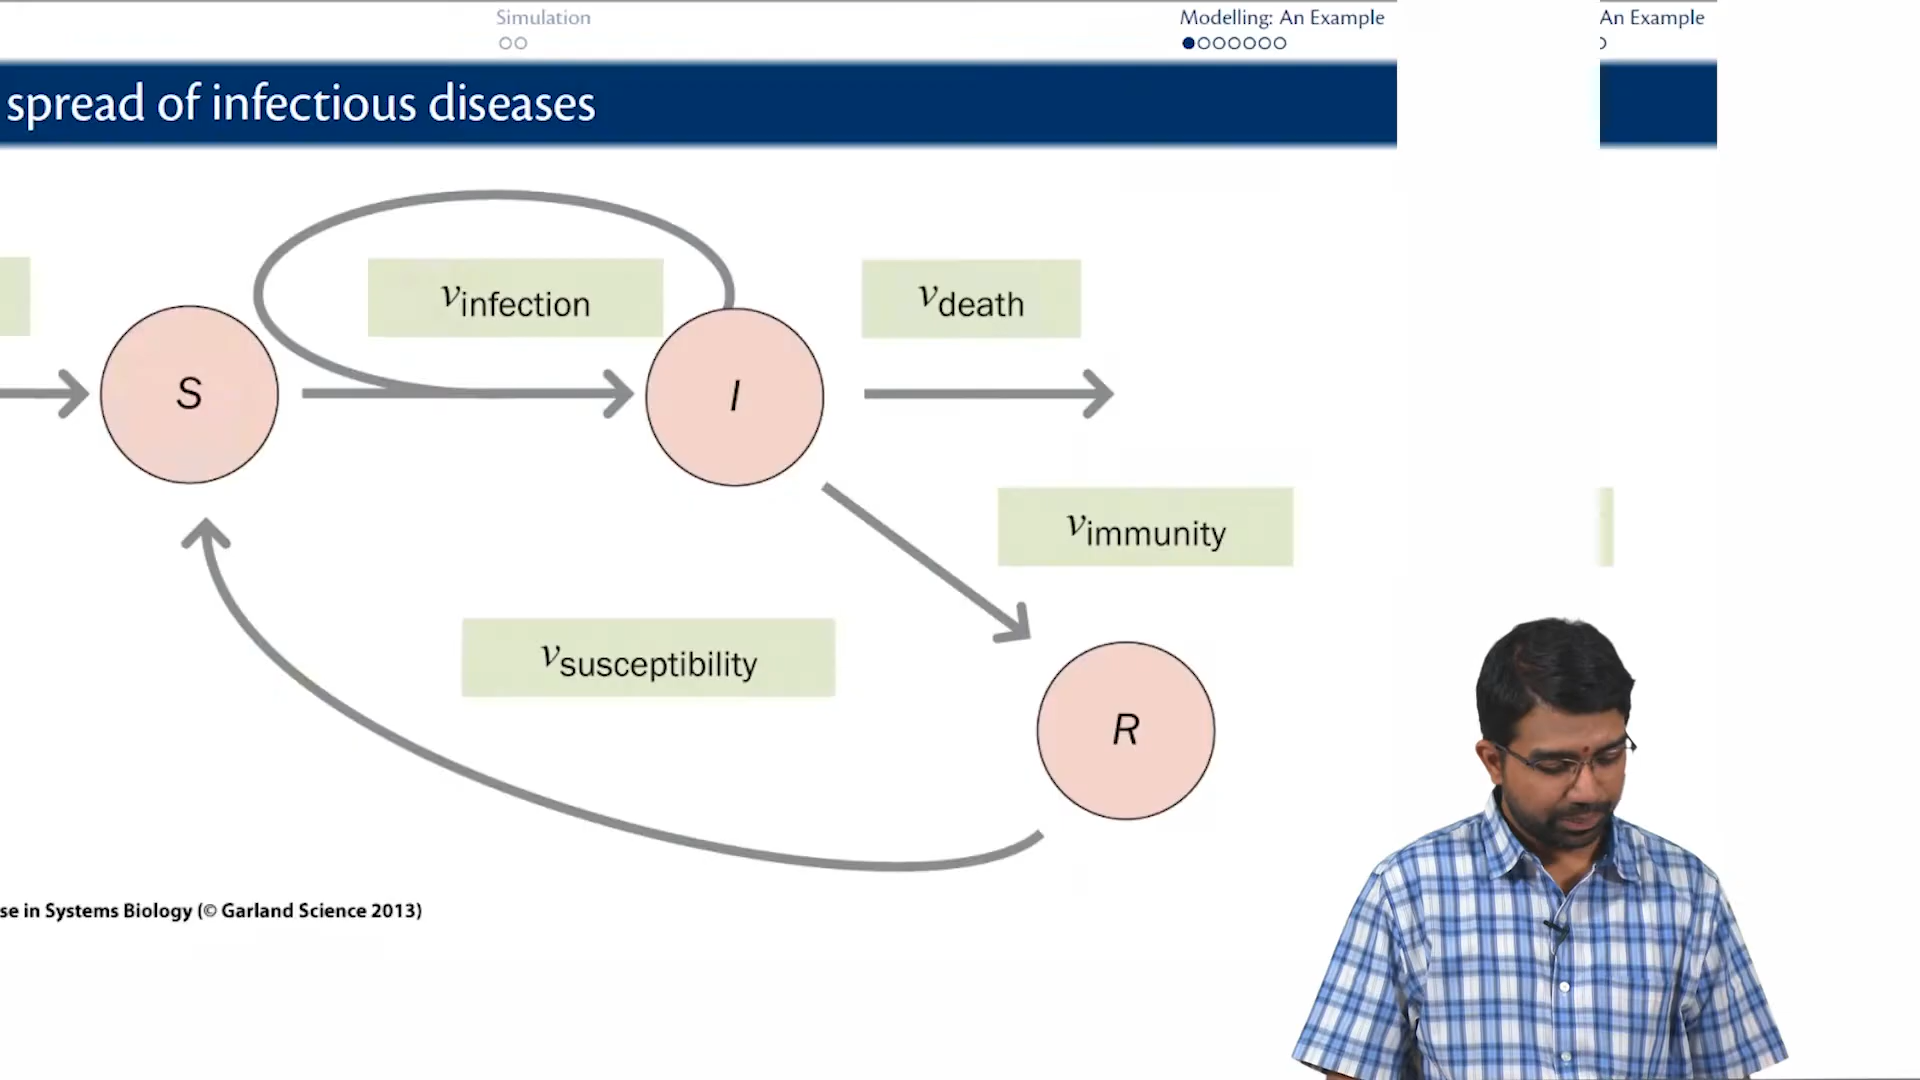 Simulation
Modelling: An Example
An Example
spread of infectious diseases
vinfection
vdeath
S
I
vimmunity
vsusceptibility
R
se in Systems Biology (© Garland Science 2013)